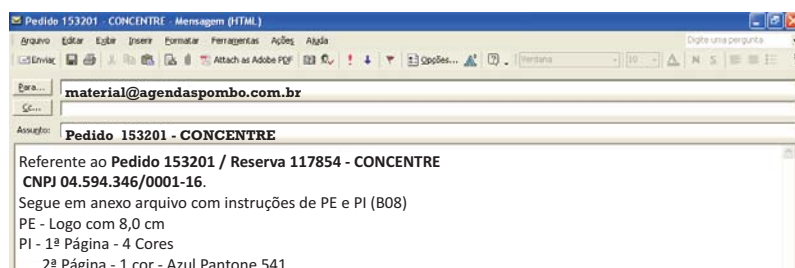 Pedido 153201 - CONCENTRE - Mensagem (HTML)
Arquivo Editar Exibir Inserir Formatar Ferramentas Ações Ajuda Digite uma pergunta
Enviar Attach as Adobe PDF Opções... Verdana 10 A N S
Para... material@agendaspombo.com.br
Cc...
Assunto: Pedido 153201 - CONCENTRE
Referente ao Pedido 153201 / Reserva 117854 - CONCENTRE
CNPJ 04.594.346/0001-16.
Segue em anexo arquivo com instruções de PE e PI (B08)
PE - Logo com 8,0 cm
PI - 1ª Página - 4 Cores
2ª Página - 1 cor - Azul Pantone 541